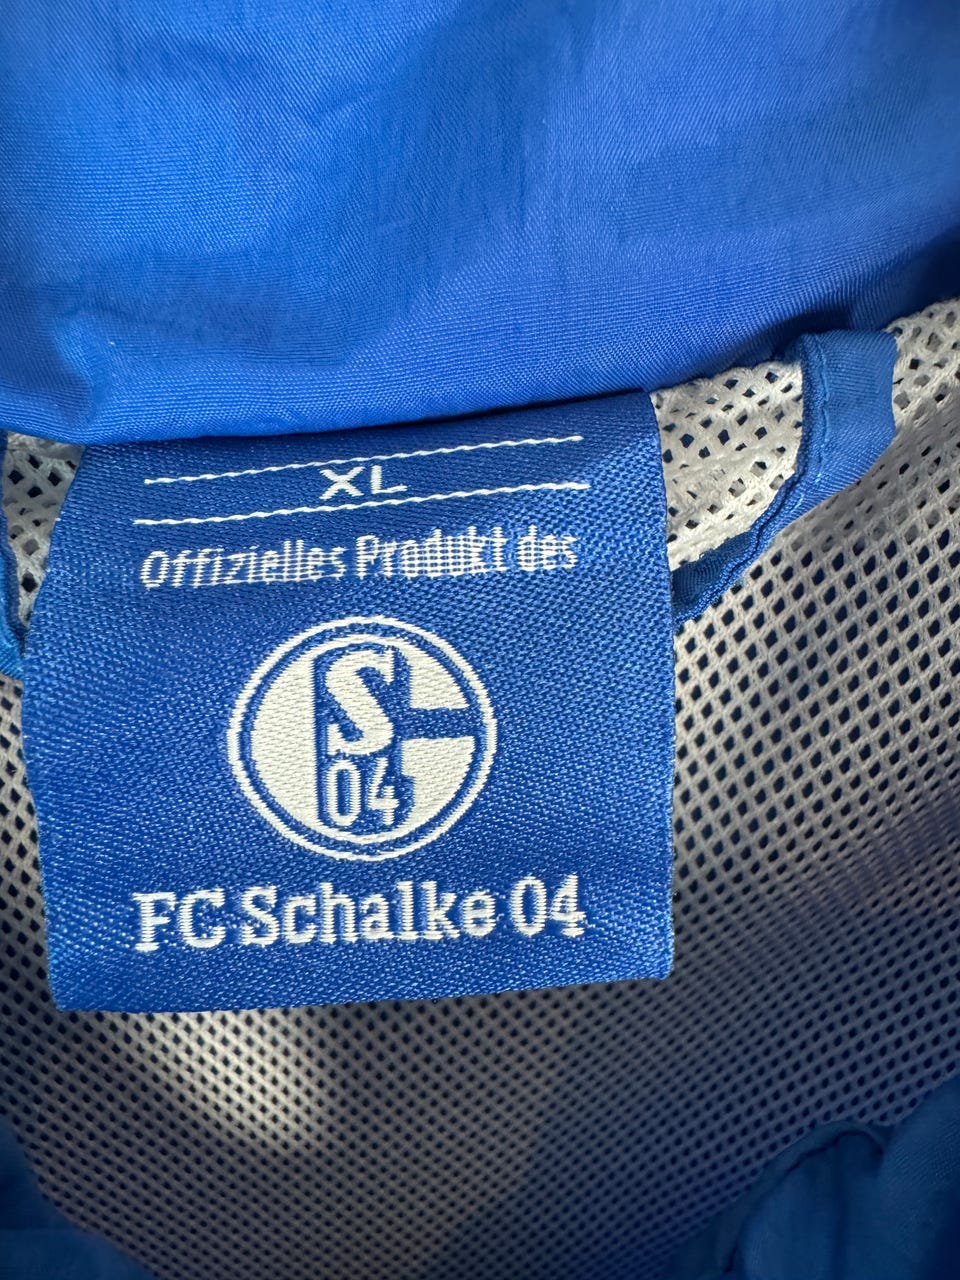 XL
Offizielles Produkt des
S
04
FC Schalke 04